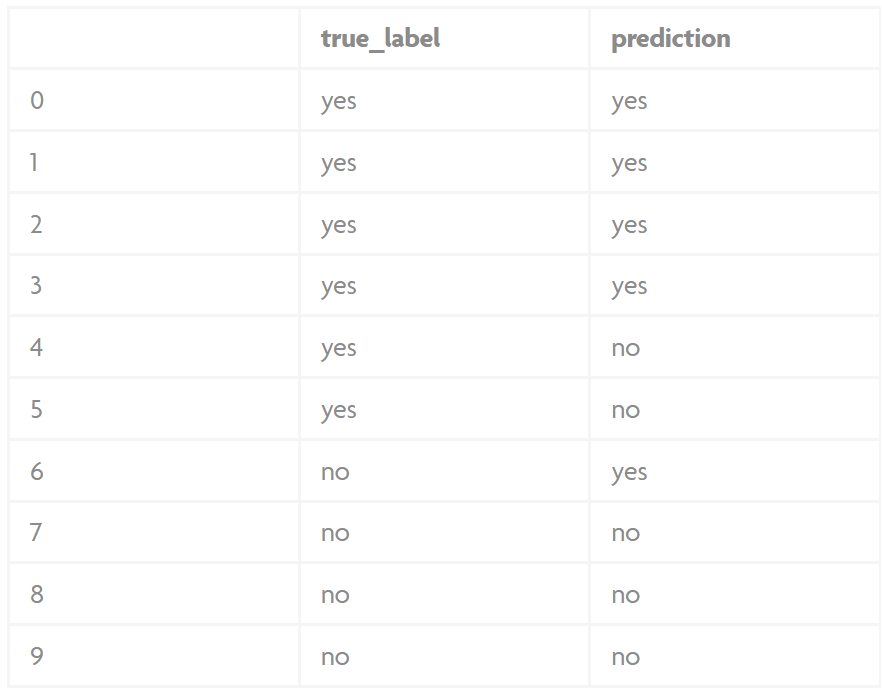 true_label prediction
0 yes yes
1 yes yes
2 yes yes
3 yes yes
4 yes no
5 yes no
6 no yes
7 no no
8 no no
9 no no